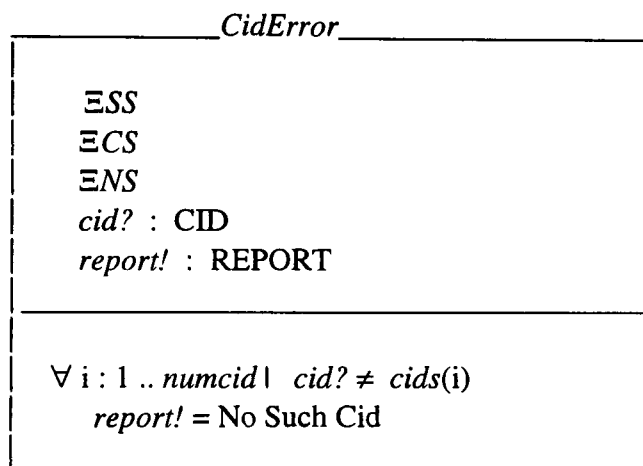 CidError
ΞSS
ΞCS
ΞNS
cid? : CID
report! : REPORT
∀ i : 1 .. numcid | cid? ≠ cids(i)
report! = No Such Cid